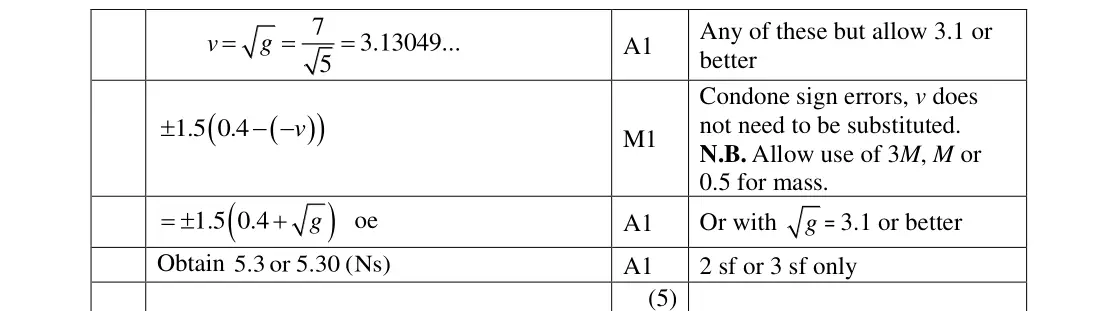 v = √g = 7/√5 = 3.13049...
A1
Any of these but allow 3.1 or
better
±1.5(0.4−(−v))
M1
Condone sign errors, v does
not need to be substituted.
N.B. Allow use of 3M, M or
0.5 for mass.
= ±1.5(0.4+√g) oe
A1
Or with √g = 3.1 or better
Obtain 5.3 or 5.30 (Ns)
A1
2 sf or 3 sf only
(5)